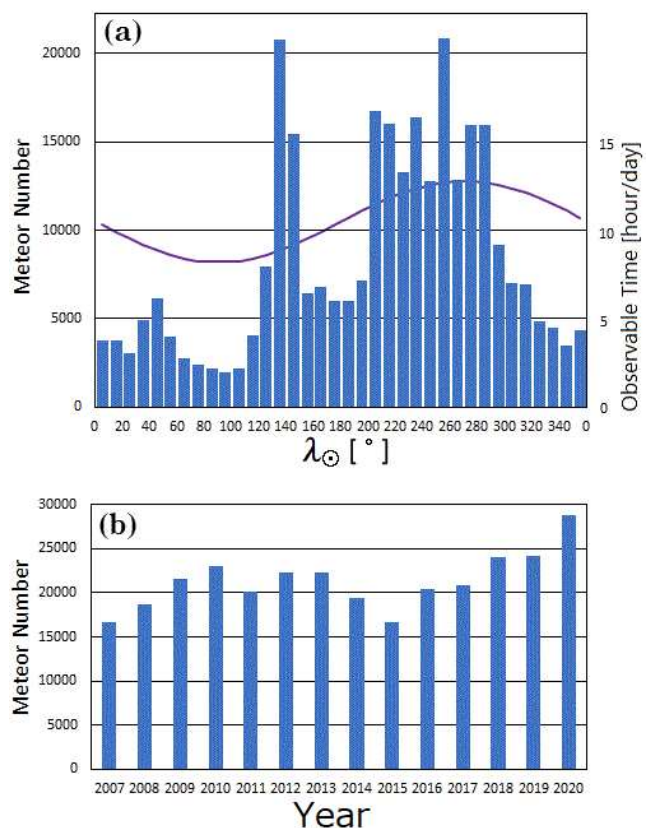 (a)
20000
15000
10000
5000
0
Meteor Number
15
10
5
0
Observable Time [hour/day]
0 20 40 60 80 100 120 140 160 180 200 220 240 260 280 300 320 340 0
λ☉ [ ° ]
(b)
30000
25000
20000
15000
10000
5000
0
Meteor Number
2007 2008 2009 2010 2011 2012 2013 2014 2015 2016 2017 2018 2019 2020
Year